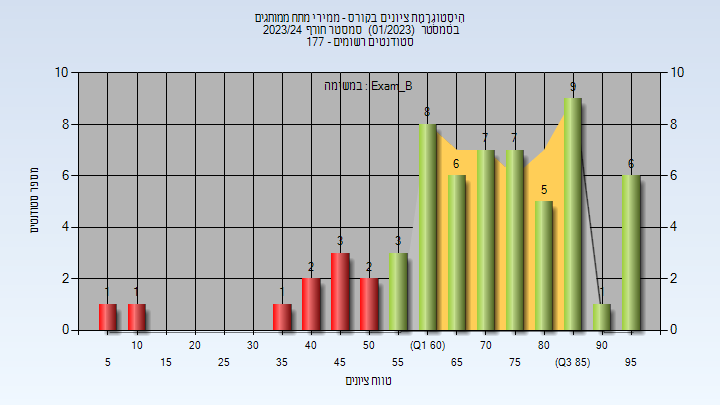 הִיסטוגרמַת ציונים בקורס - ממירי מתח ממותגים
בסמסטר (01/2023) סמסטר חורף 2023/24
סטודנטים רשומים - 177
במשימה : Exam_B
מספר סטודנטים
10 10
8 8
6 6
4 4
2 2
0 0
1 1 1 2 3 2 3 8 6 7 7 5 9 1 6
10 20 30 40 50 (Q1 60) 70 80 90
5 15 25 35 45 55 65 75 (Q3 85) 95
טווח ציונים